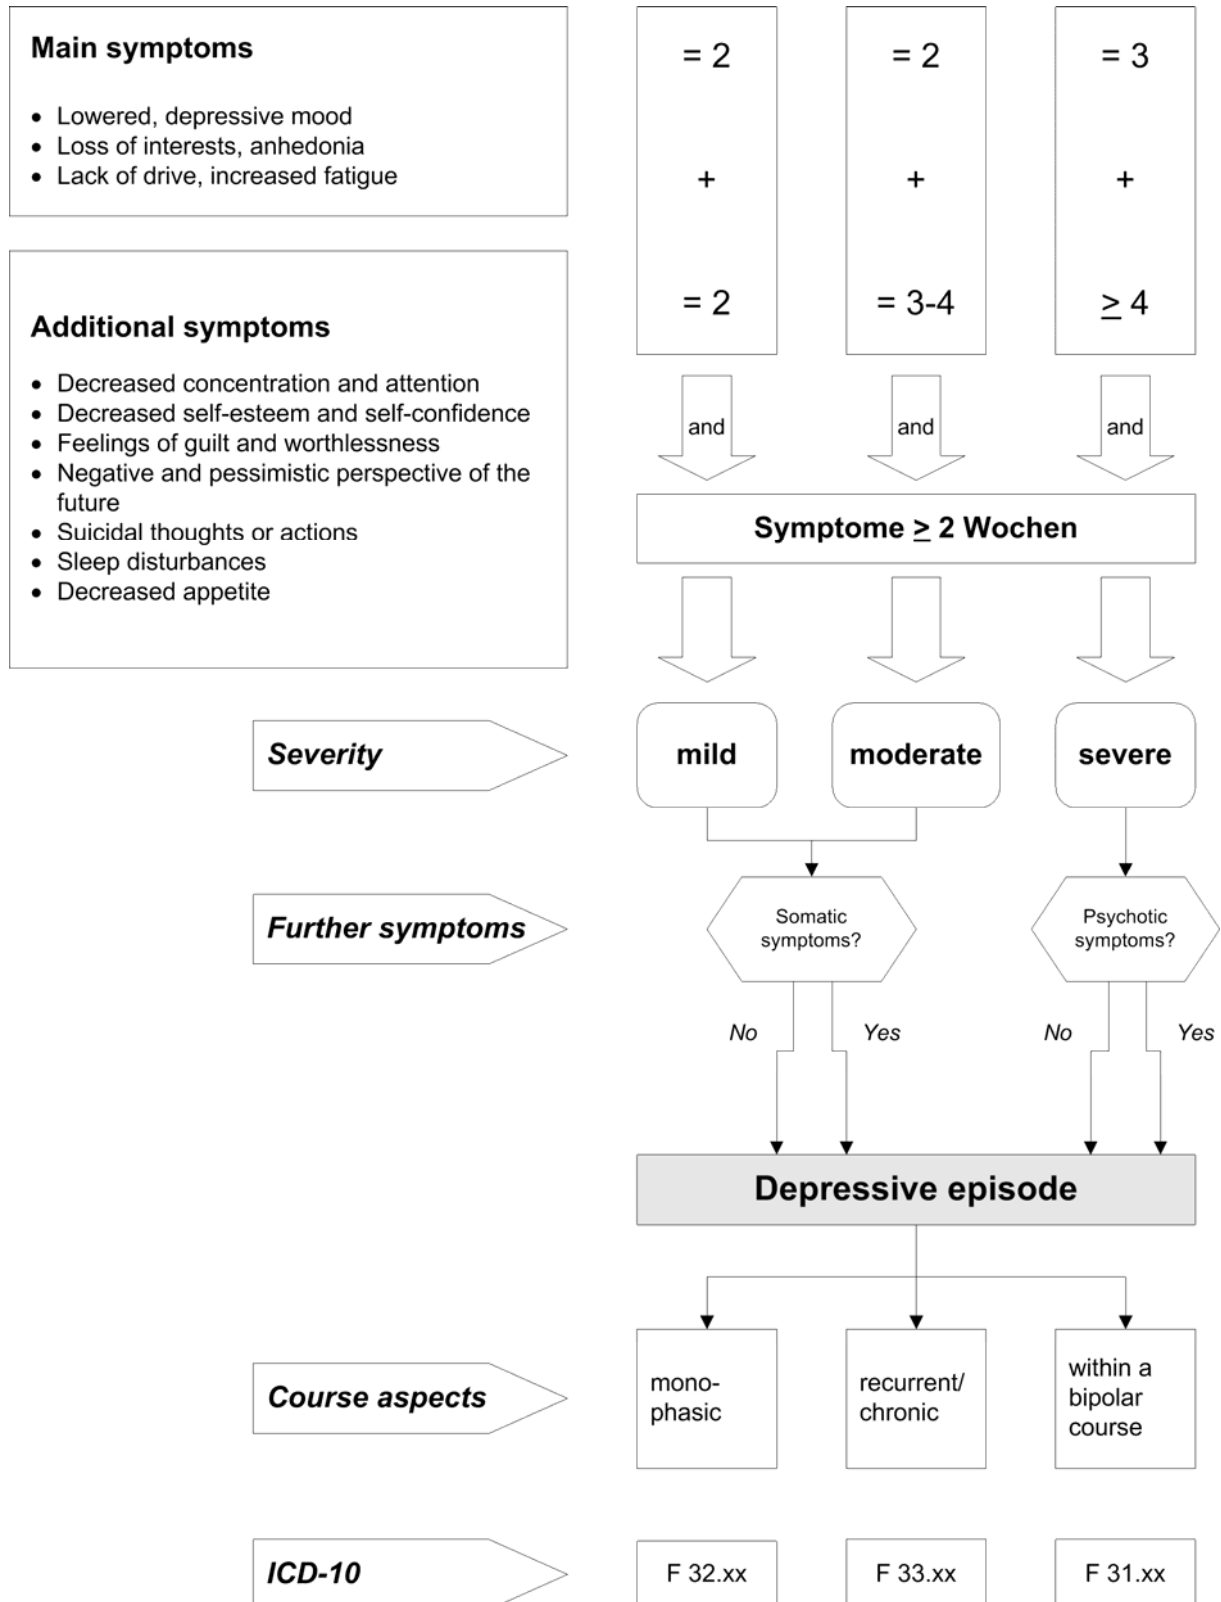 Main symptoms
• Lowered, depressive mood
• Loss of interests, anhedonia
• Lack of drive, increased fatigue
= 2
+
= 2
= 2
+
= 3-4
= 3
+
≥ 4
Additional symptoms
• Decreased concentration and attention
• Decreased self-esteem and self-confidence
• Feelings of guilt and worthlessness
• Negative and pessimistic perspective of the
future
• Suicidal thoughts or actions
• Sleep disturbances
• Decreased appetite
and
and
and
Symptome ≥ 2 Wochen
Severity
mild
moderate
severe
Further symptoms
Somatic
symptoms?
Psychotic
symptoms?
No
Yes
No
Yes
Depressive episode
Course aspects
mono-
phasic
recurrent/
chronic
within a
bipolar
course
ICD-10
F 32.xx
F 33.xx
F 31.xx